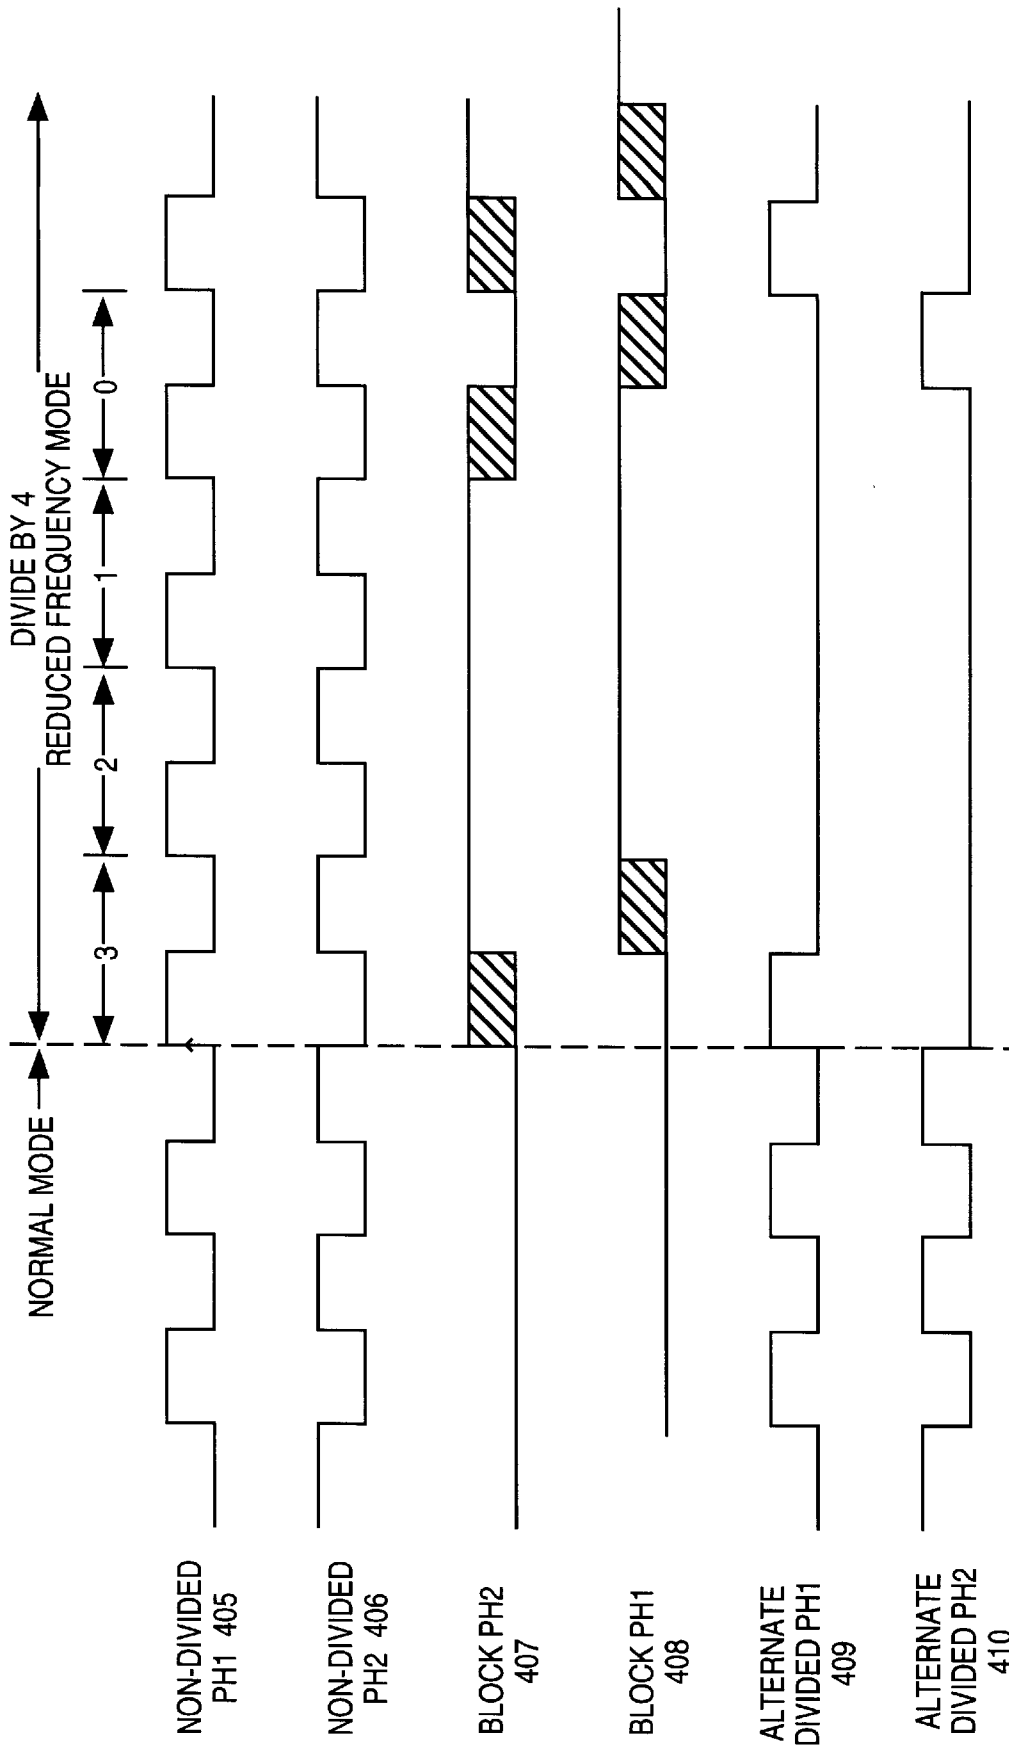 NORMAL MODE
DIVIDE BY 4
REDUCED FREQUENCY MODE
3
2
1
0
NON-DIVIDED
PH1 405
NON-DIVIDED
PH2 406
BLOCK PH2
407
BLOCK PH1
408
ALTERNATE
DIVIDED PH1
409
ALTERNATE
DIVIDED PH2
410